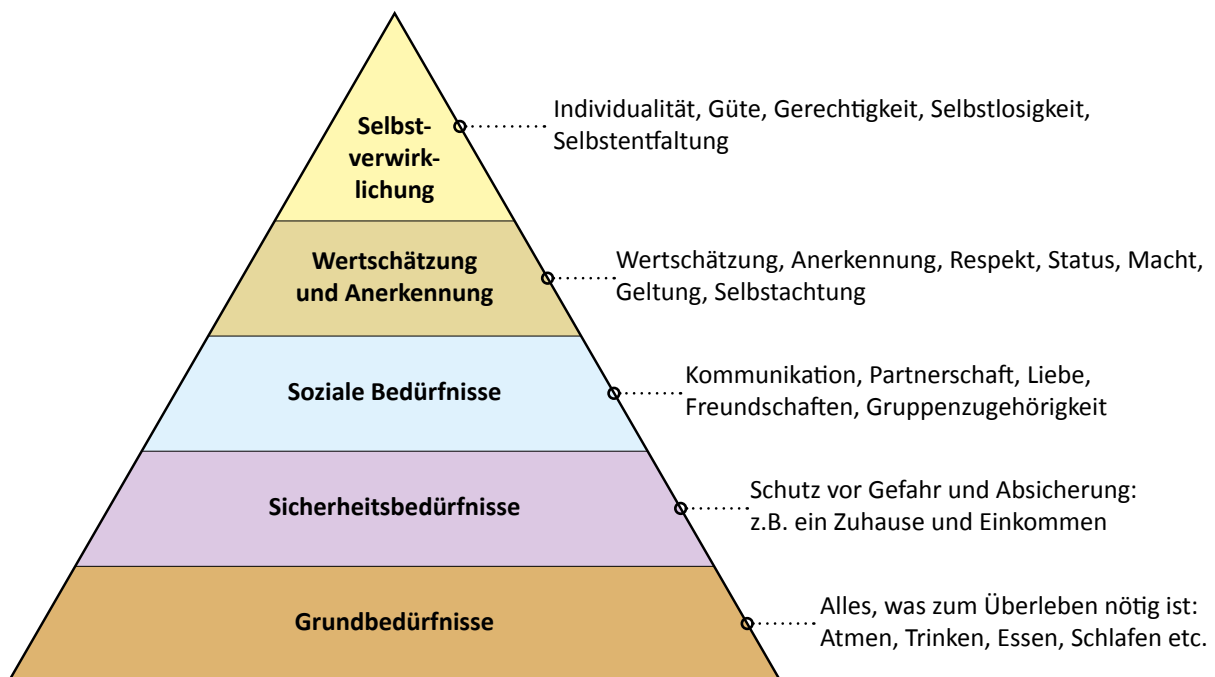 Selbst-
verwirk-
lichung
Individualität, Güte, Gerechtigkeit, Selbstlosigkeit,
Selbstentfaltung
Wertschätzung
und Anerkennung
Wertschätzung, Anerkennung, Respekt, Status, Macht,
Geltung, Selbstachtung
Soziale Bedürfnisse
Kommunikation, Partnerschaft, Liebe,
Freundschaften, Gruppenzugehörigkeit
Sicherheitsbedürfnisse
Schutz vor Gefahr und Absicherung:
z.B. ein Zuhause und Einkommen
Grundbedürfnisse
Alles, was zum Überleben nötig ist:
Atmen, Trinken, Essen, Schlafen etc.